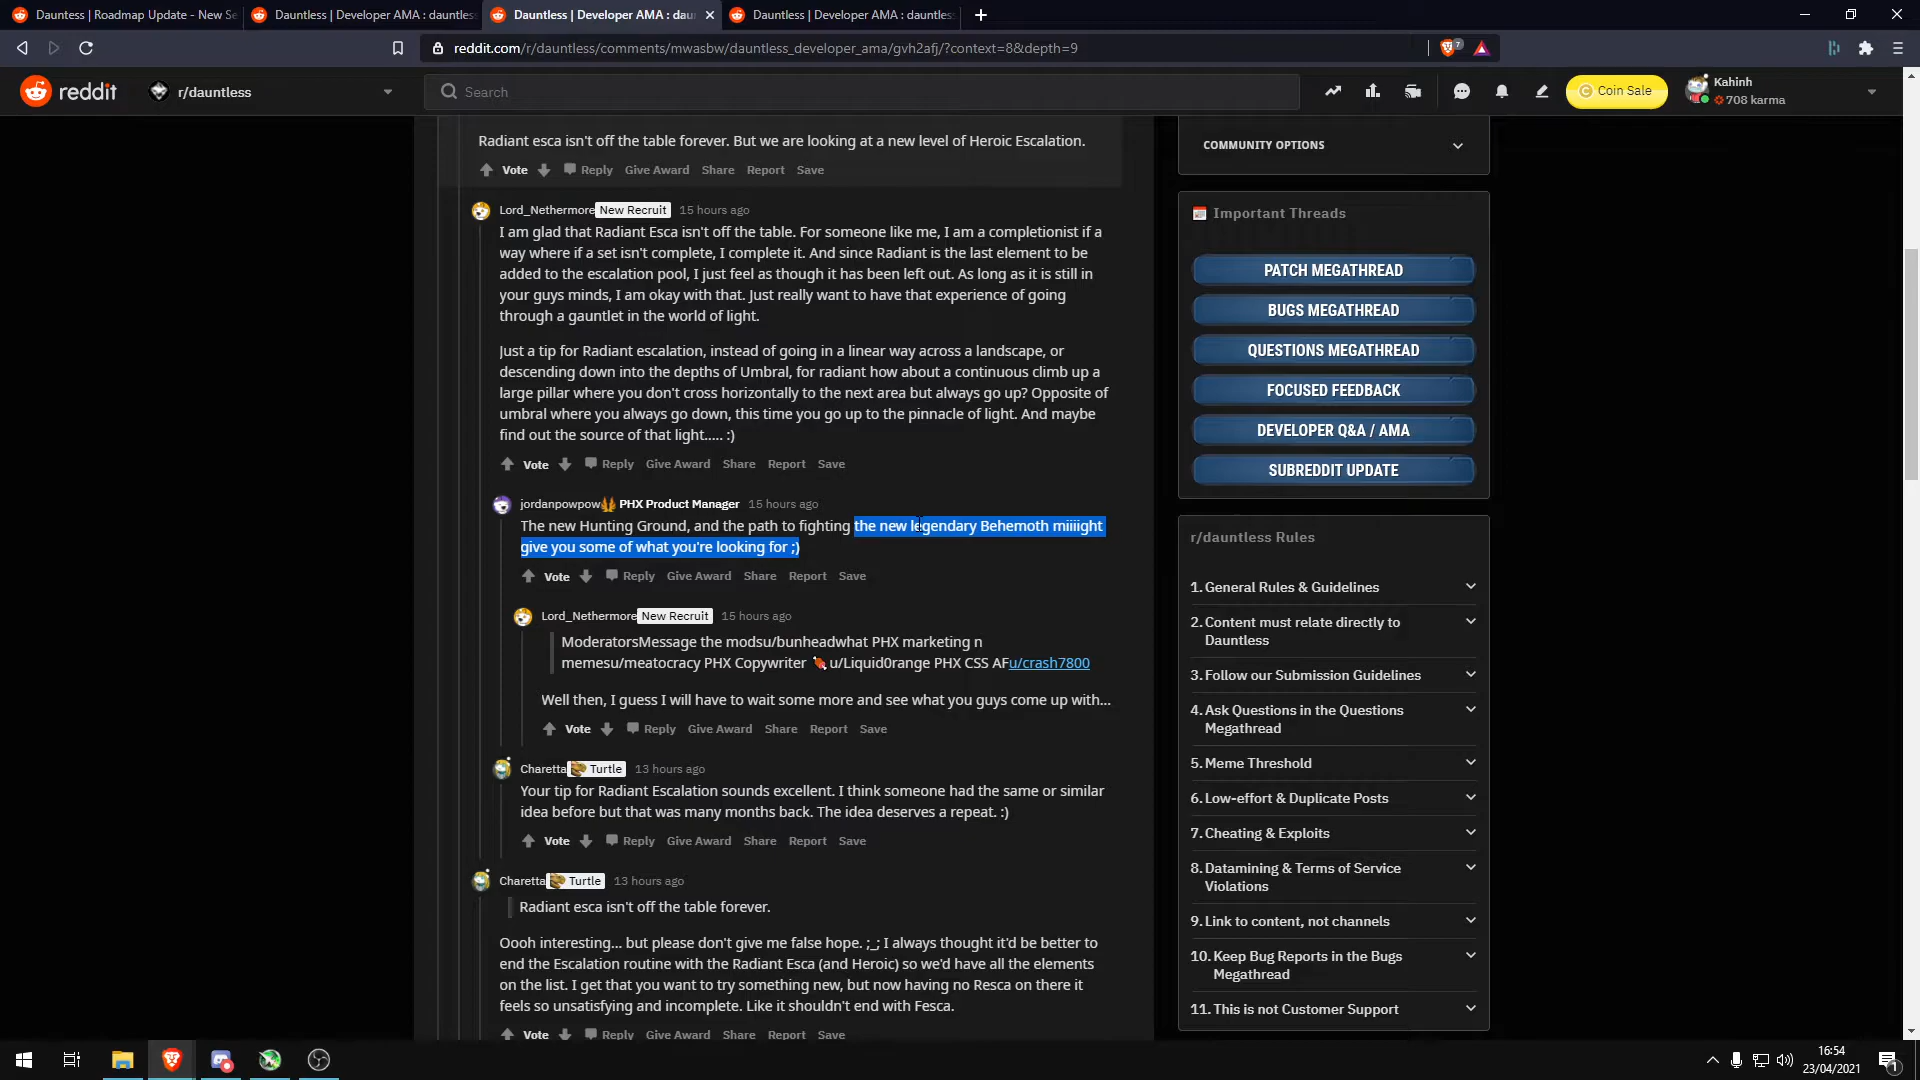 Dauntess | Roadmap Update - New Se
Dauntless | Developer AMA : dauntless
Dauntless | Developer AMA : dau
Dauntless | Developer AMA : dauntless
reddit.com/r/dauntless/comments/mwasbw/dauntless_developer_ama/gvh2afj/?context=8&depth=9
7
reddit
r/dauntless
Search
Coin Sale
Kahinh
708 karma
Radiant esca isn't off the table forever. But we are looking at a new level of Heroic Escalation.
Vote Reply Give Award Share Report Save
Lord_Nethermore New Recruit 15 hours ago
I am glad that Radiant Esca isn't off the table. For someone like me, I am a completionist if a
way where if a set isn't complete, I complete it. And since Radiant is the last element to be
added to the escalation pool, I just feel as though it has been left out. As long as it is still in
your guys minds, I am okay with that. Just really want to have that experience of going
through a gauntlet in the world of light.
Just a tip for Radiant escalation, instead of going in a linear way across a landscape, or
descending down into the depths of Umbral, for radiant how about a continuous climb up a
large pillar where you don't cross horizontally to the next area but always go up? Opposite of
umbral where you always go down, this time you go up to the pinnacle of light. And maybe
find out the source of that light..... :)
Vote Reply Give Award Share Report Save
jordanpowpow PHX Product Manager 15 hours ago
The new Hunting Ground, and the path to fighting the new legendary Behemoth miiiight
give you some of what you're looking for ;)
Vote Reply Give Award Share Report Save
Lord_Nethermore New Recruit 15 hours ago
ModeratorsMessage the modsu/bunheadwhat PHX marketing n
memesu/meatocracy PHX Copywriter u/Liquid0range PHX CSS AFu/crash7800
Well then, I guess I will have to wait some more and see what you guys come up with...
Vote Reply Give Award Share Report Save
Charetta Turtle 13 hours ago
Your tip for Radiant Escalation sounds excellent. I think someone had the same or similar
idea before but that was many months back. The idea deserves a repeat. :)
Vote Reply Give Award Share Report Save
Charetta Turtle 13 hours ago
Radiant esca isn't off the table forever.
Oooh interesting... but please don't give me false hope. ;_; I always thought it'd be better to
end the Escalation routine with the Radiant Esca (and Heroic) so we'd have all the elements
on the list. I get that you want to try something new, but now having no Resca on there it
feels so unsatisfying and incomplete. Like it shouldn't end with Fesca.
Vote Reply Give Award Share Report Save
COMMUNITY OPTIONS
Important Threads
PATCH MEGATHREAD
BUGS MEGATHREAD
QUESTIONS MEGATHREAD
FOCUSED FEEDBACK
DEVELOPER Q&A / AMA
SUBREDDIT UPDATE
r/dauntless Rules
1. General Rules & Guidelines
2. Content must relate directly to
Dauntless
3. Follow our Submission Guidelines
4. Ask Questions in the Questions
Megathread
5. Meme Threshold
6. Low-effort & Duplicate Posts
7. Cheating & Exploits
8. Datamining & Terms of Service
Violations
9. Link to content, not channels
10. Keep Bug Reports in the Bugs
Megathread
11. This is not Customer Support
16:54
23/04/2021
1